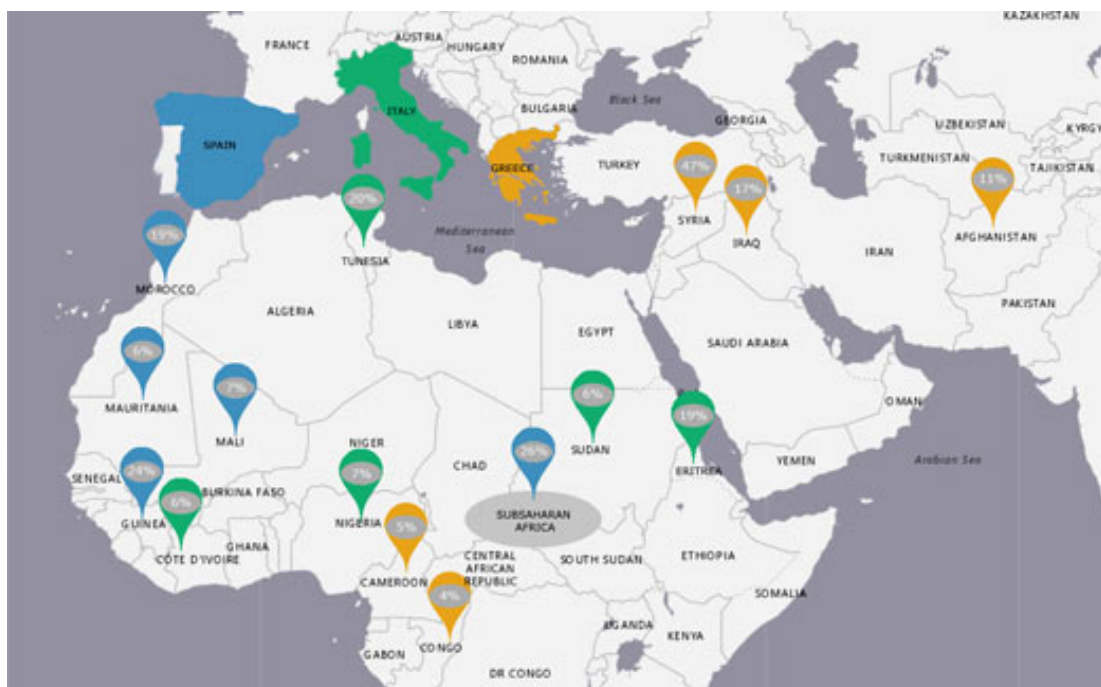 KAZAKHSTAN
FRANCE
AUSTRIA
HUNGARY
ROMANIA
ITALY
BULGARIA
Black Sea
GEORGIA
UZBEKISTAN
KYRGY
SPAIN
GREECE
TURKEY
47%
17%
TURKMENISTAN
TAJIKISTAN
11%
20%
SYRIA
IRAQ
AFGHANISTAN
19%
Mediterranean
Sea
TUNESIA
IRAN
MOROCCO
PAKISTAN
ALGERIA
LIBYA
EGYPT
SAUDI ARABIA
6%
7%
6%
MAURITANIA
OMAN
19%
MALI
NIGER
SUDAN
26%
CHAD
YEMEN
Arabian Sea
24%
7%
ERITREA
SENEGAL
BURKINA FASO
6%
SUBSAHARAN
AFRICA
GUINEA
NIGERIA
5%
GHANA
CÔTE D'IVOIRE
CENTRAL
AFRICAN
REPUBLIC
SOUTH SUDAN
ETHIOPIA
CAMEROON
4%
SOMALIA
UGANDA
KENYA
GABON
CONGO
DR CONGO